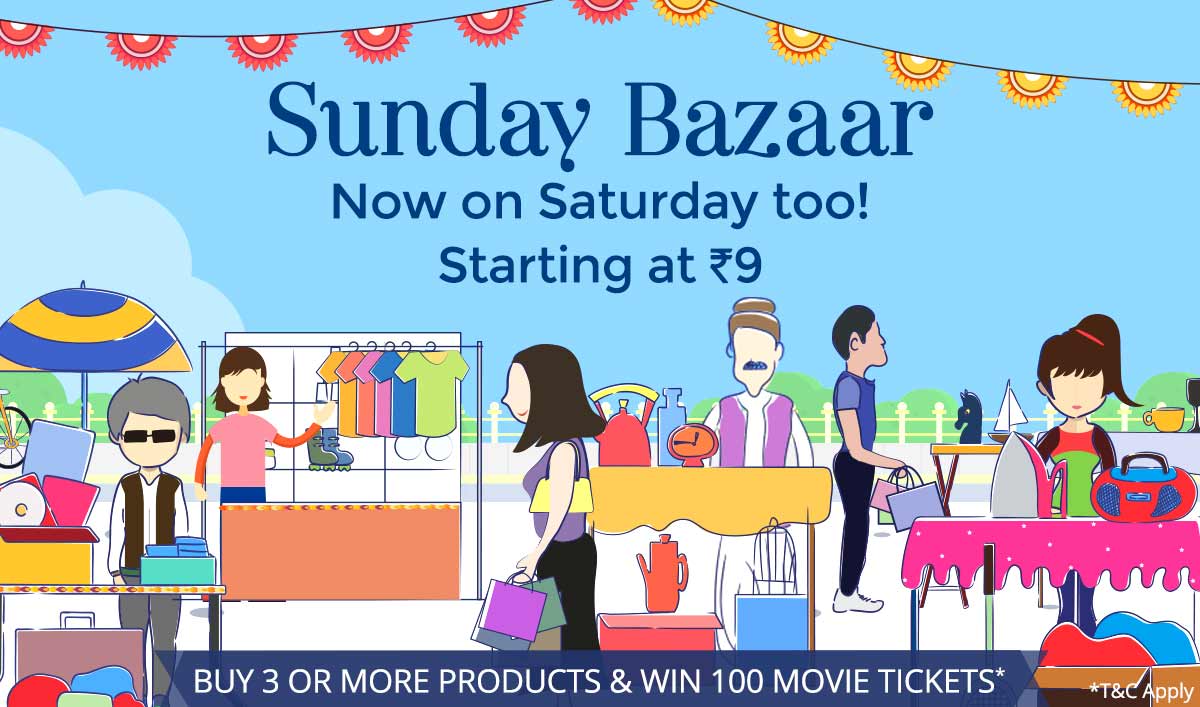 Sunday Bazaar
Now on Saturday too!
Starting at ₹9
BUY 3 OR MORE PRODUCTS & WIN 100 MOVIE TICKETS*
*T&C Apply